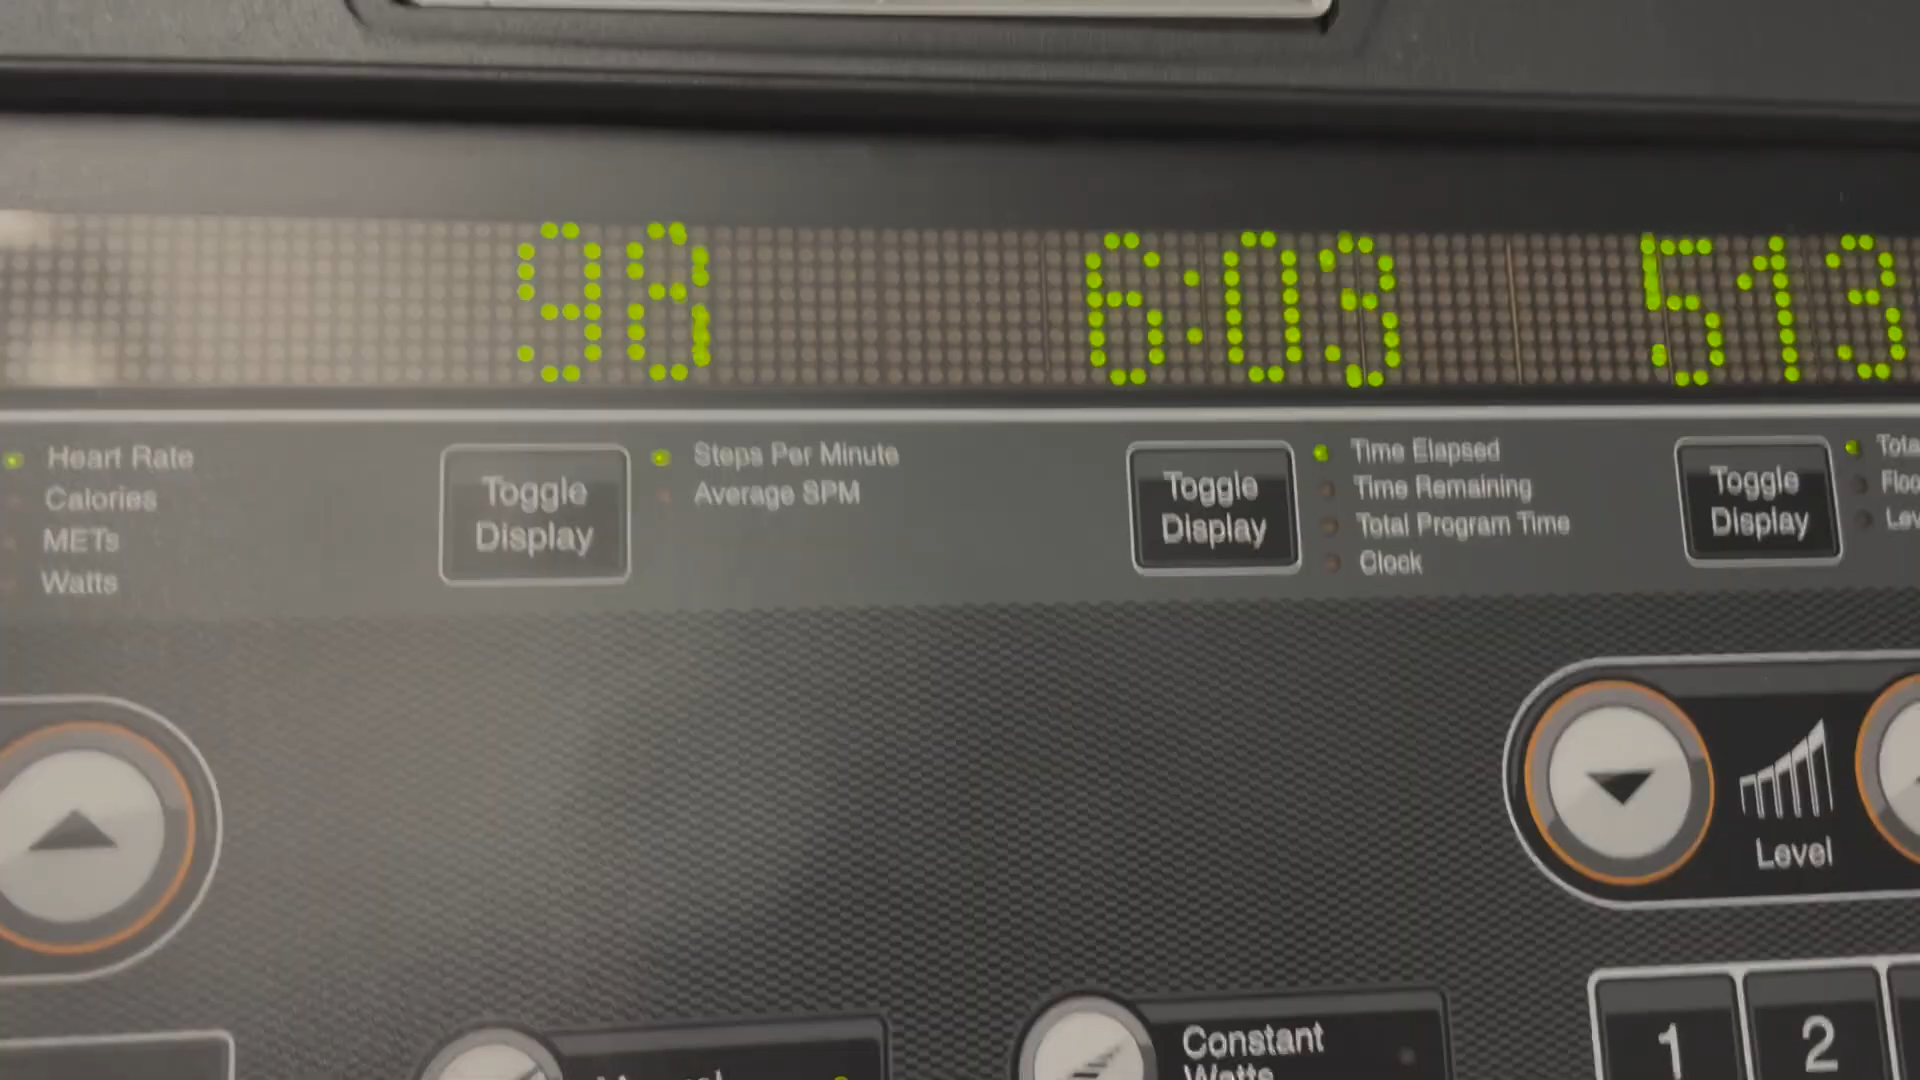 98 6:03 513
Heart Rate
Calories
METs
Watts
Toggle
Display
Steps Per Minute
Average SPM
Toggle
Display
Time Elapsed
Time Remaining
Total Program Time
Clock
Toggle
Display
Level
Constant
Watts
1
2